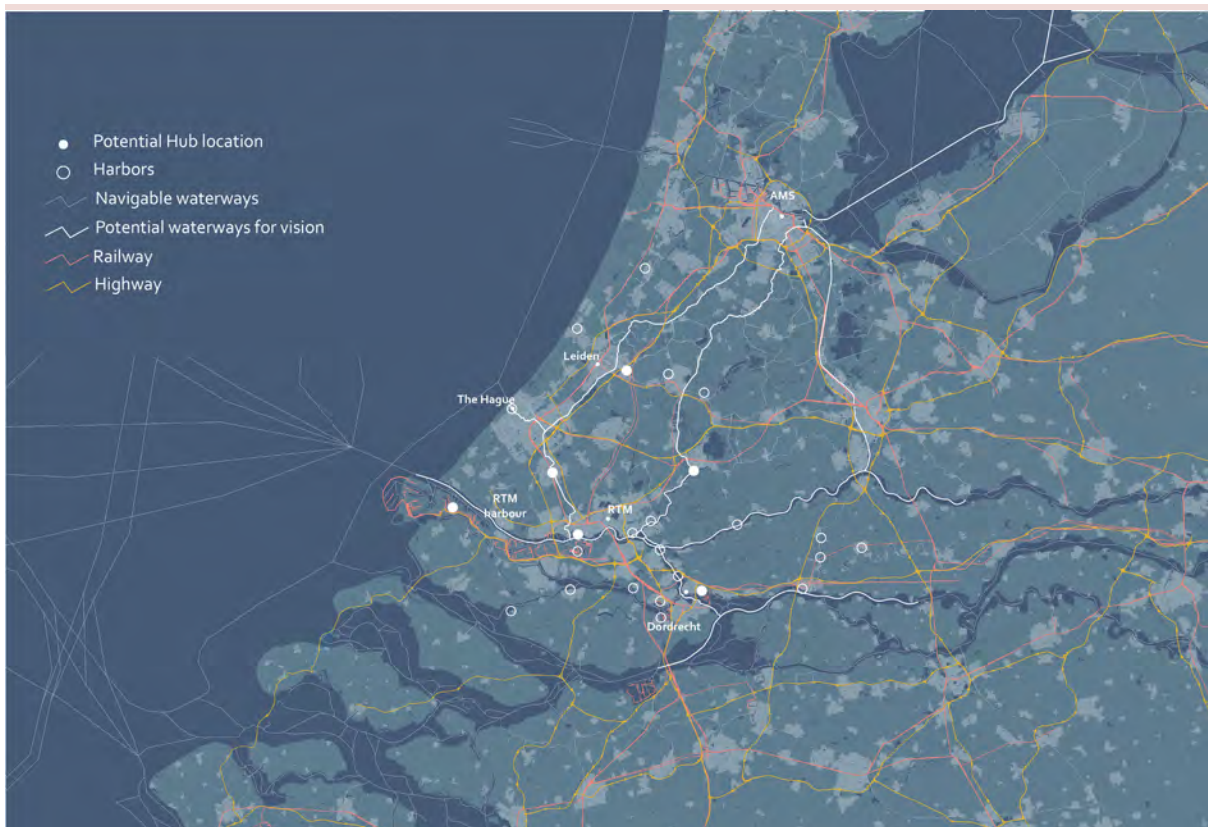 Potential Hub location
Harbors
Navigable waterways
Potential waterways for vision
Railway
Highway
AMS
Leiden
The Hague
RTM
harbour
RTM
Dordrecht